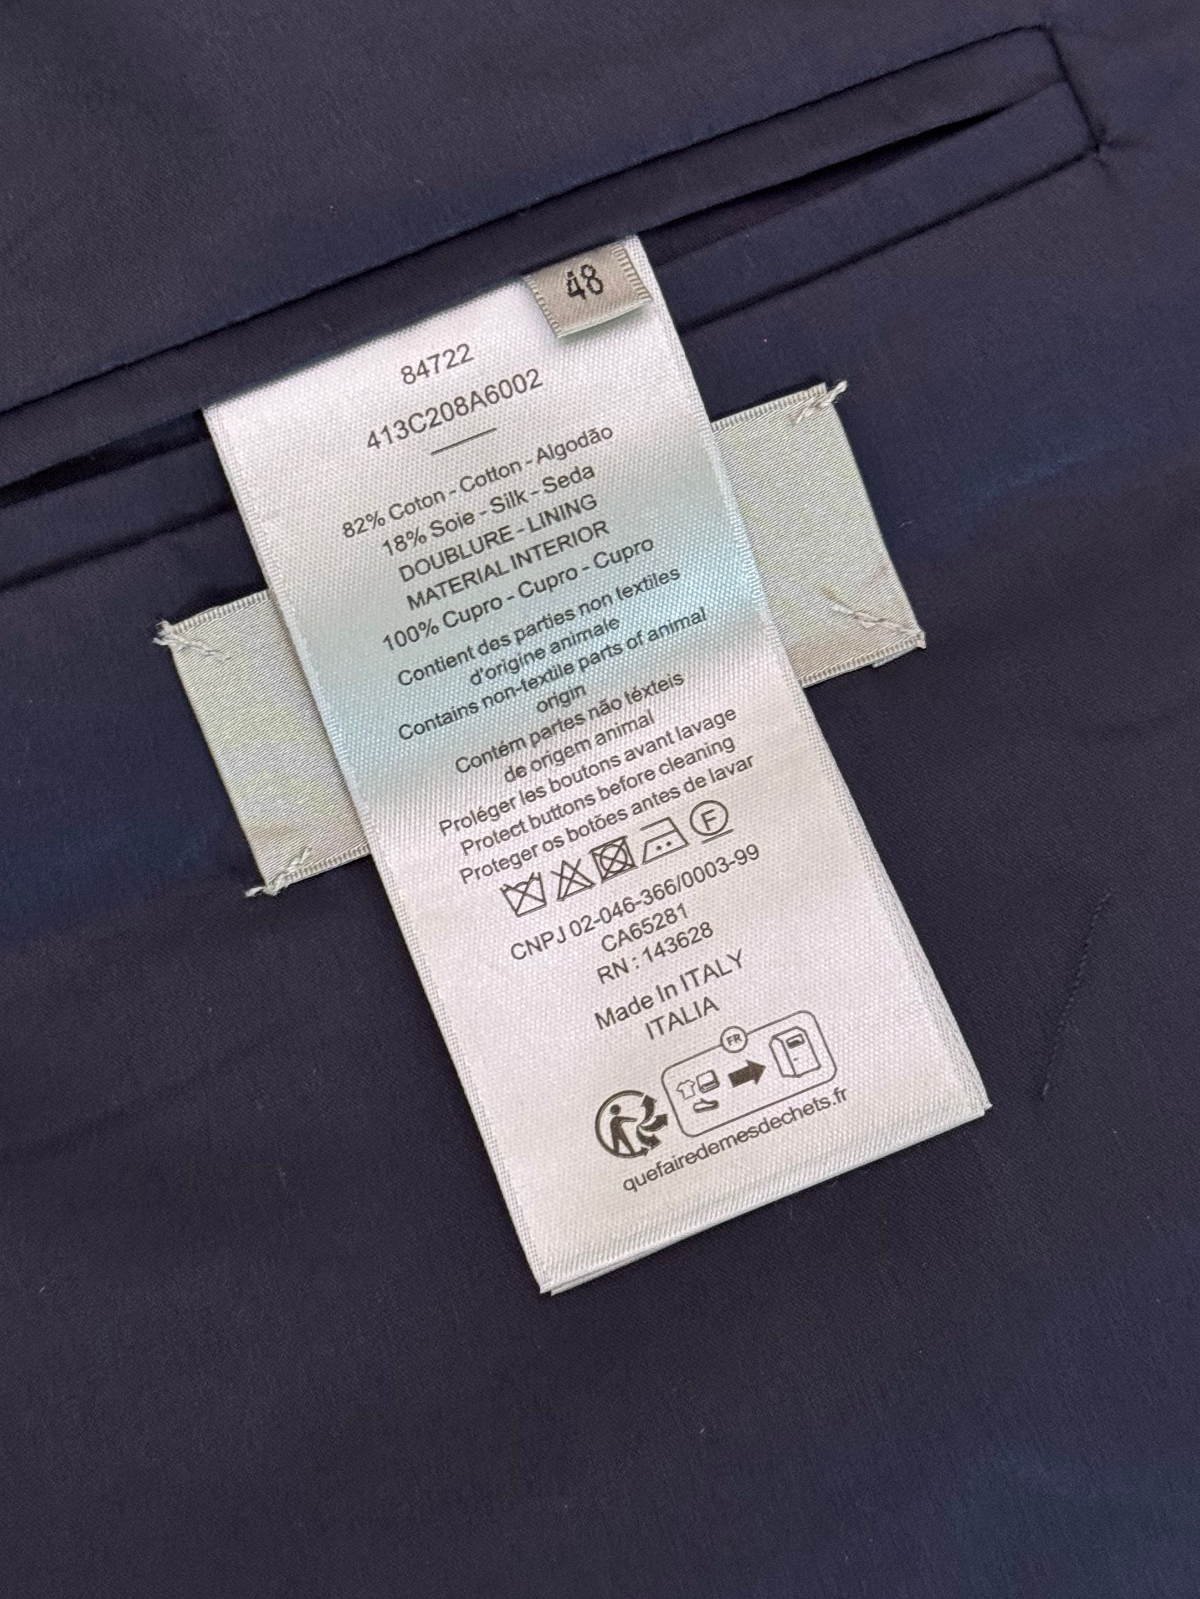 48
84722
413C208A6002
82% Coton - Cotton - Algodão
18% Soie - Silk - Seda
DOUBLURE - LINING
MATERIAL INTERIOR
100% Cupro - Cupro - Cupro
Contient des parties non textiles
d'origine animale
Contains non-textile parts of animal
origin
Contém partes não téxteis
de origem animal
Proléger les boutons avant lavage
Protect buttons before cleaning
Proteger os botões antes de lavar
F
CNPJ 02-046-366/0003-99
CA65281
RN : 143628
Made In ITALY
ITALIA
FR
quefairedemesdechets.fr